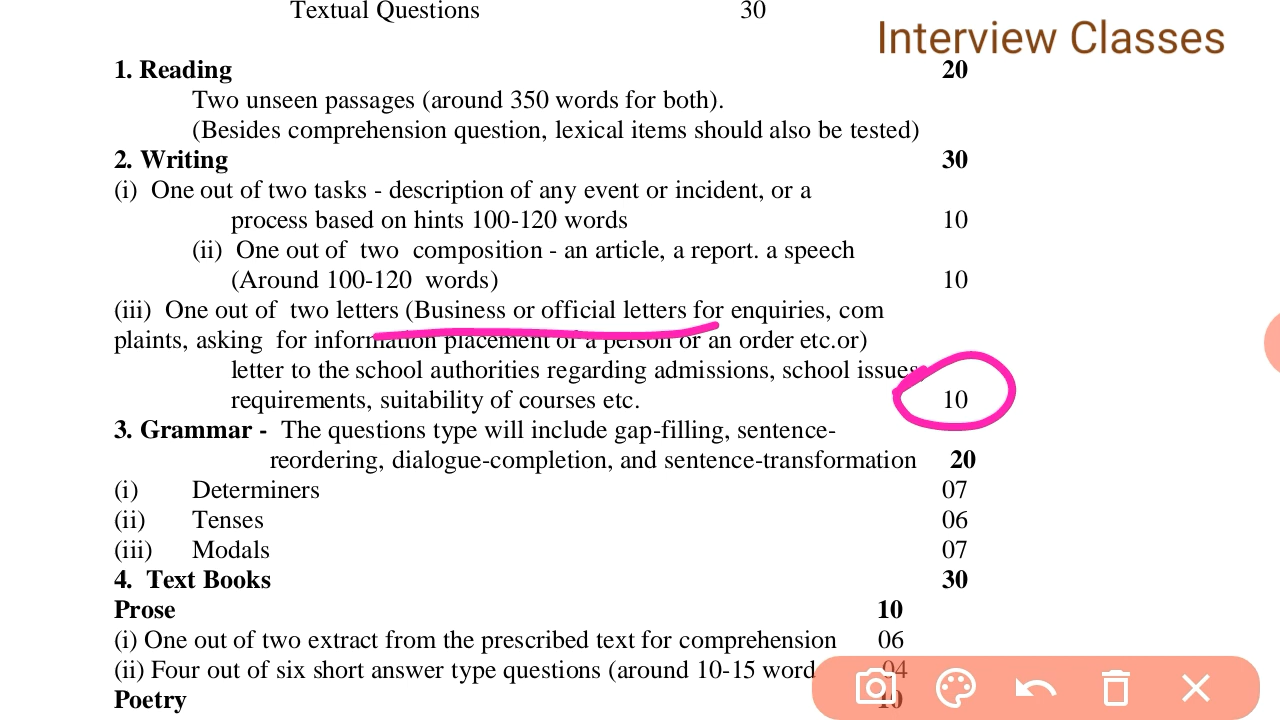 Textual Questions 30
Interview Classes
1. Reading 20
Two unseen passages (around 350 words for both).
(Besides comprehension question, lexical items should also be tested)
2. Writing 30
(i) One out of two tasks - description of any event or incident, or a
process based on hints 100-120 words 10
(ii) One out of two composition - an article, a report. a speech
(Around 100-120 words) 10
(iii) One out of two letters (Business or official letters for enquiries, com
plaints, asking for information placement of a person or an order etc.or)
letter to the school authorities regarding admissions, school issues,
requirements, suitability of courses etc. 10
3. Grammar - The questions type will include gap-filling, sentence-
reordering, dialogue-completion, and sentence-transformation 20
(i) Determiners 07
(ii) Tenses 06
(iii) Modals 07
4. Text Books 30
Prose 10
(i) One out of two extract from the prescribed text for comprehension 06
(ii) Four out of six short answer type questions (around 10-15 word 04
Poetry 10